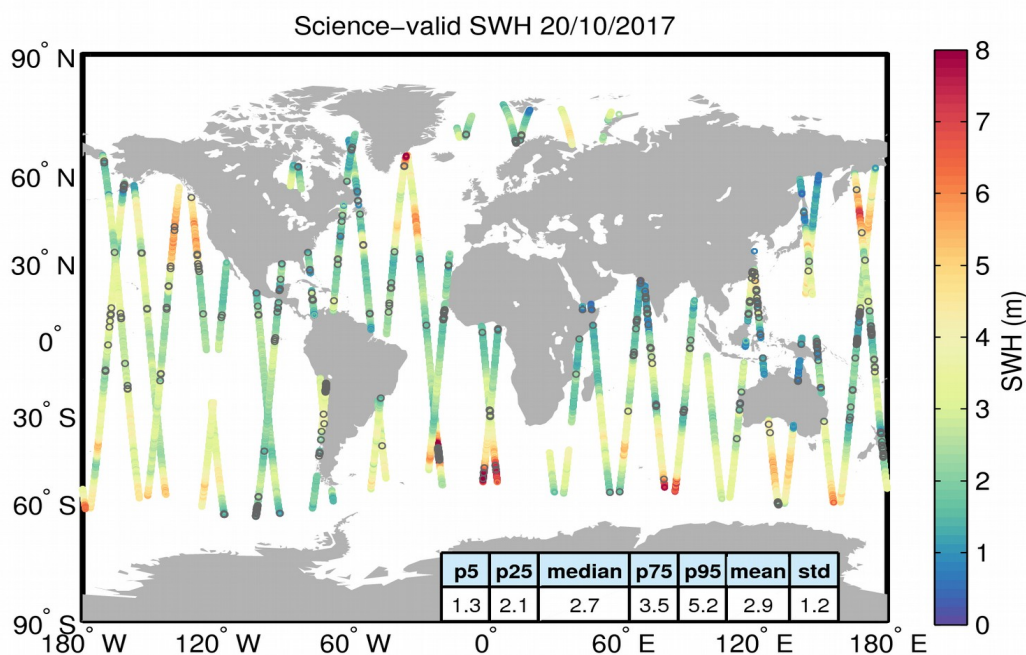 Science−valid SWH 20/10/2017
90° N
60° N
30° N
0°
30° S
60° S
90° S
180° W
120° W
60° W
0°
60° E
120° E
180° E
p5 p25 median p75 p95 mean std
1.3 2.1 2.7 3.5 5.2 2.9 1.2
8
7
6
5
4
3
2
1
0
SWH (m)